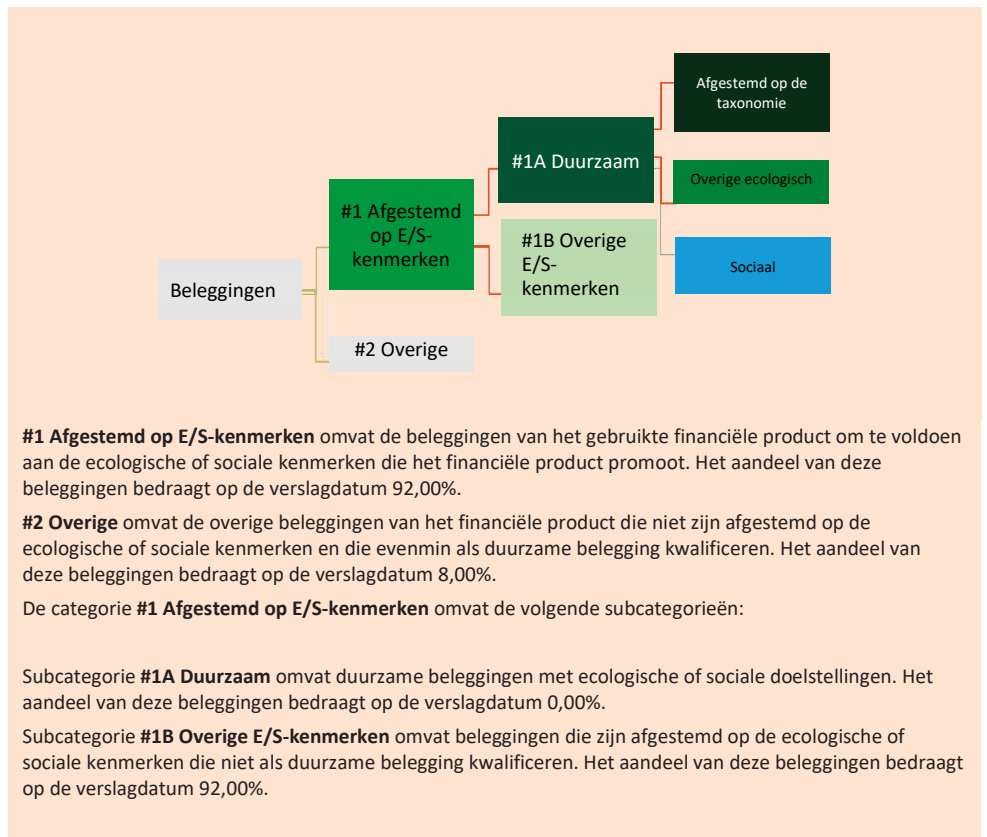 Afgestemd op de
taxonomie
#1A Duurzaam
Overige ecologisch
#1 Afgestemd
op E/S-
kenmerken
#1B Overige
E/S-
kenmerken
Sociaal
Beleggingen
#2 Overige
#1 Afgestemd op E/S-kenmerken omvat de beleggingen van het gebruikte financiële product om te voldoen
aan de ecologische of sociale kenmerken die het financiële product promoot. Het aandeel van deze
beleggingen bedraagt op de verslagdatum 92,00%.
#2 Overige omvat de overige beleggingen van het financiële product die niet zijn afgestemd op de
ecologische of sociale kenmerken en die evenmin als duurzame belegging kwalificeren. Het aandeel van
deze beleggingen bedraagt op de verslagdatum 8,00%.
De categorie #1 Afgestemd op E/S-kenmerken omvat de volgende subcategorieën:
Subcategorie #1A Duurzaam omvat duurzame beleggingen met ecologische of sociale doelstellingen. Het
aandeel van deze beleggingen bedraagt op de verslagdatum 0,00%.
Subcategorie #1B Overige E/S-kenmerken omvat beleggingen die zijn afgestemd op de ecologische of
sociale kenmerken die niet als duurzame belegging kwalificeren. Het aandeel van deze beleggingen bedraagt
op de verslagdatum 92,00%.